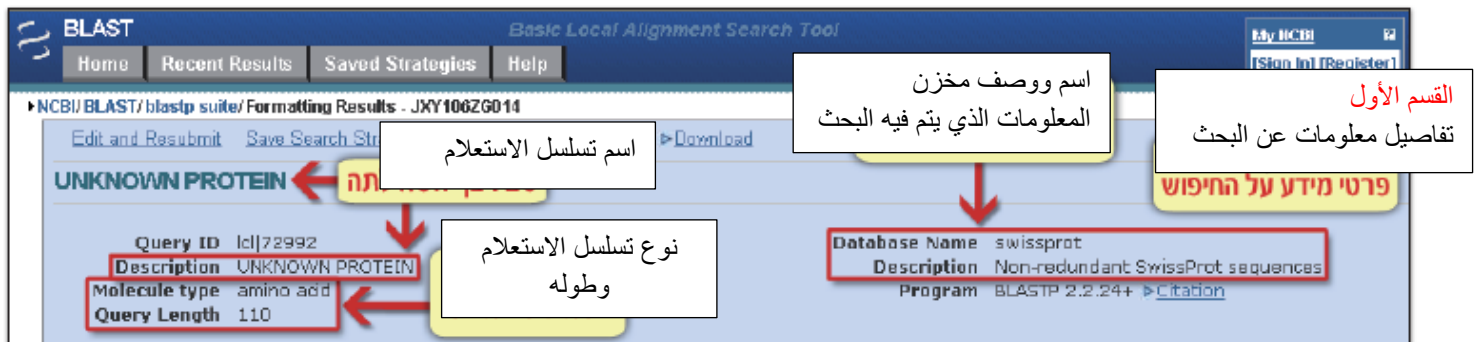 BLAST
Basic Local Alignment Search Tool
My NCBI
Home Recent Results Saved Strategies Help
[Sign In] [Register]
NCBI/ BLAST/ blastp suite/ Formatting Results - JXY106ZG014
Edit and Resubmit Save Search Download
اسم ووصف مخزن
المعلومات الذي يتم فيه البحث
القسم الأول
تفاصيل معلومات عن البحث
פרטי מידע על החיפוש
اسم تسلسل الاستعلام
UNKNOWN PROTEIN
Query ID lcl|72992
Description UNKNOWN PROTEIN
Molecule type amino acid
Query Length 110
نوع تسلسل الاستعلام
وطوله
Database Name swissprot
Description Non-redundant SwissProt sequences
Program BLASTP 2.2.24+ Citation